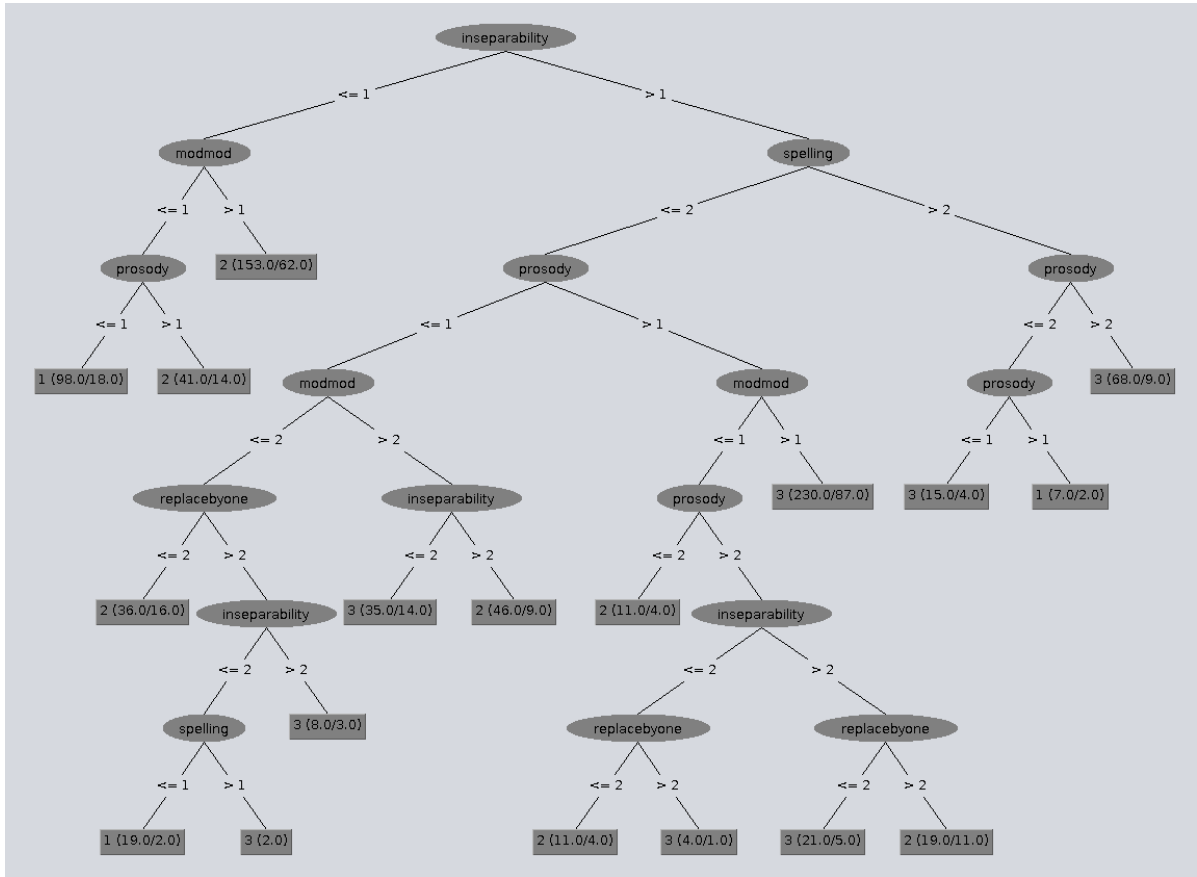 inseparability
<= 1 > 1
modmod spelling
<= 1 > 1 <= 2 > 2
prosody 2 (153.0/62.0) prosody prosody
<= 1 > 1 <= 1 > 1 <= 2 > 2
1 (98.0/18.0) 2 (41.0/14.0) modmod modmod prosody 3 (68.0/9.0)
<= 2 > 2 <= 1 > 1 <= 1 > 1
replacebyone inseparability prosody 3 (230.0/87.0) 3 (15.0/4.0) 1 (7.0/2.0)
<= 2 > 2 <= 2 > 2 <= 2 > 2
2 (36.0/16.0) inseparability 3 (35.0/14.0) 2 (46.0/9.0) 2 (11.0/4.0) inseparability
<= 2 > 2 <= 2 > 2
spelling 3 (8.0/3.0) replacebyone replacebyone
<= 1 > 1 <= 2 > 2 <= 2 > 2
1 (19.0/2.0) 3 (2.0) 2 (11.0/4.0) 3 (4.0/1.0) 3 (21.0/5.0) 2 (19.0/11.0)